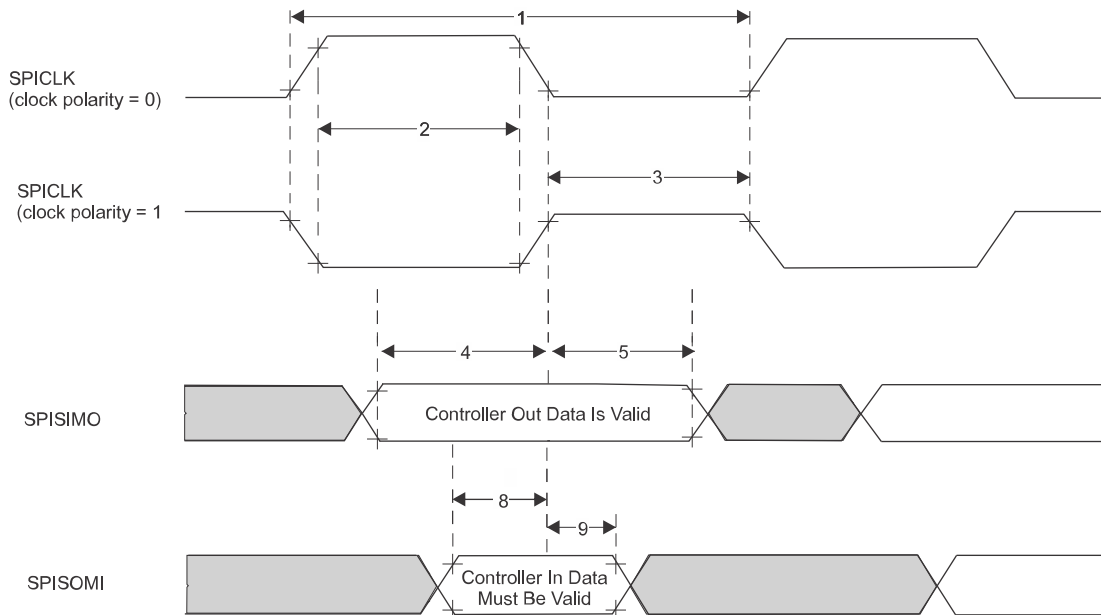 1
SPICLK
(clock polarity = 0)
2
3
SPICLK
(clock polarity = 1
4
5
SPISIMO
Controller Out Data Is Valid
8
9
SPISOMI
Controller In Data
Must Be Valid